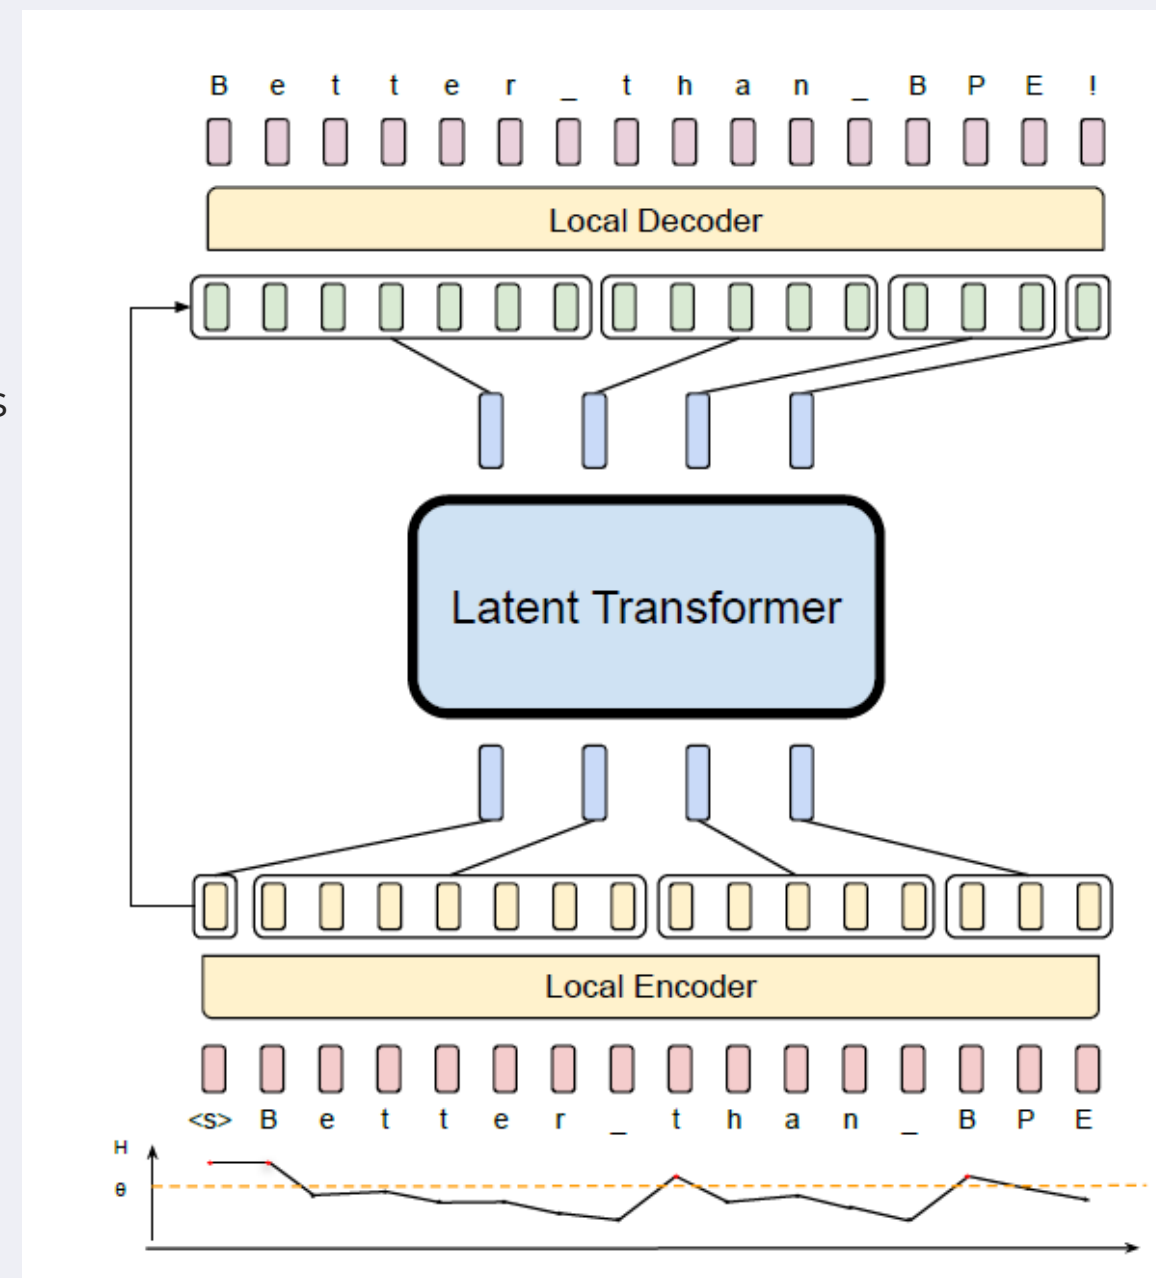 B e t t e r _ t h a n _ B P E !
Local Decoder
s
Latent Transformer
Local Encoder
<s> B e t t e r _ t h a n _ B P E
H
θ